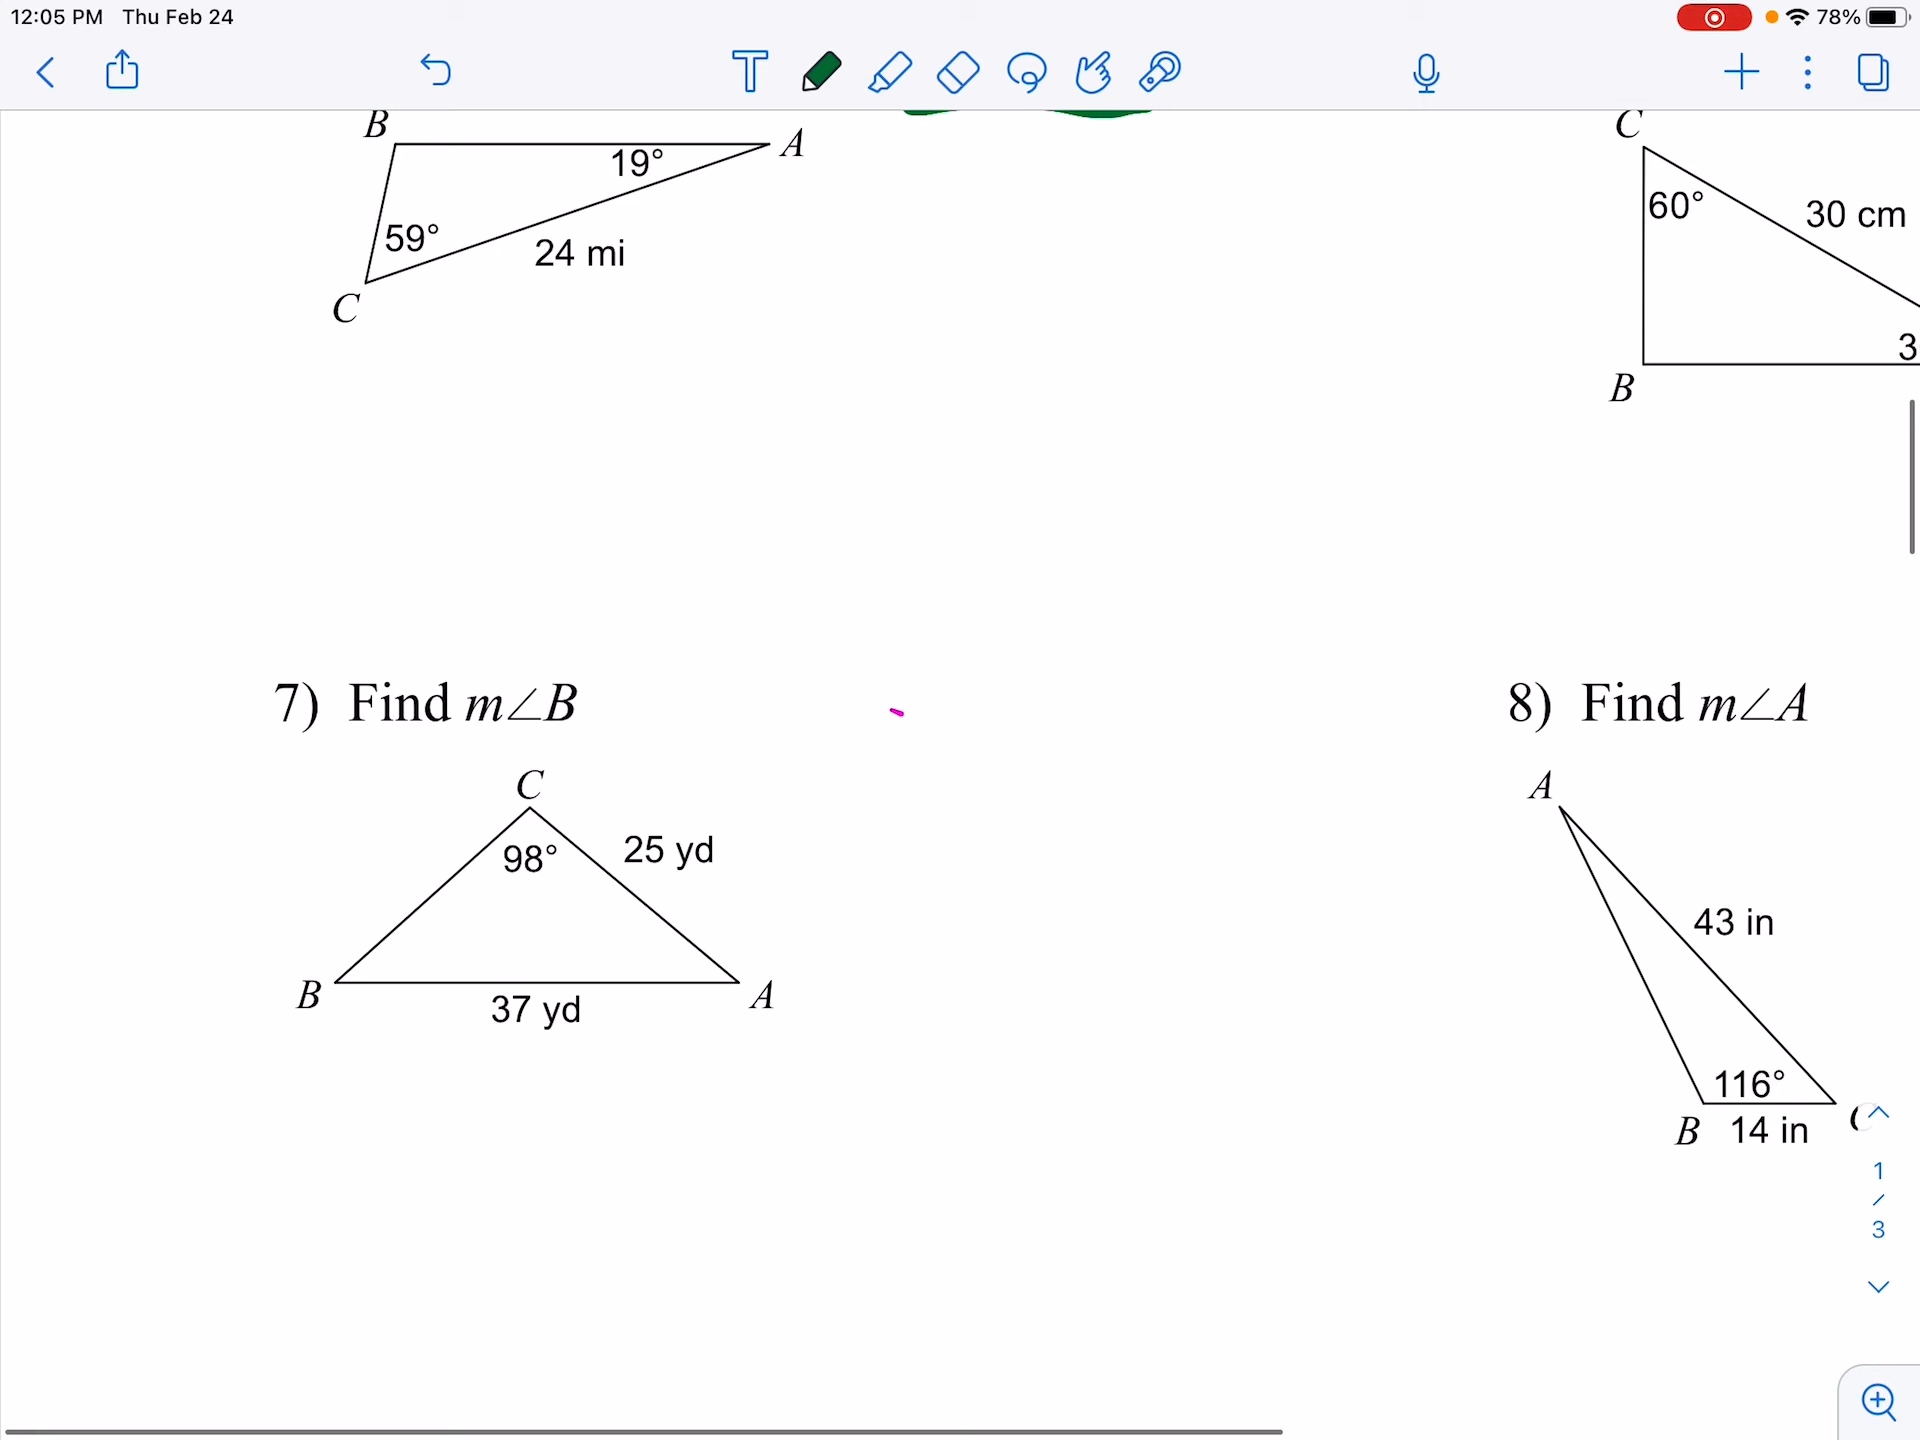 12:05 PM Thu Feb 24
78%
B
19°
A
59°
24 mi
C
C
60°
30 cm
3
B
7) Find m∠B
C
98°
25 yd
B
37 yd
A
8) Find m∠A
A
43 in
116°
B 14 in
1
/
3